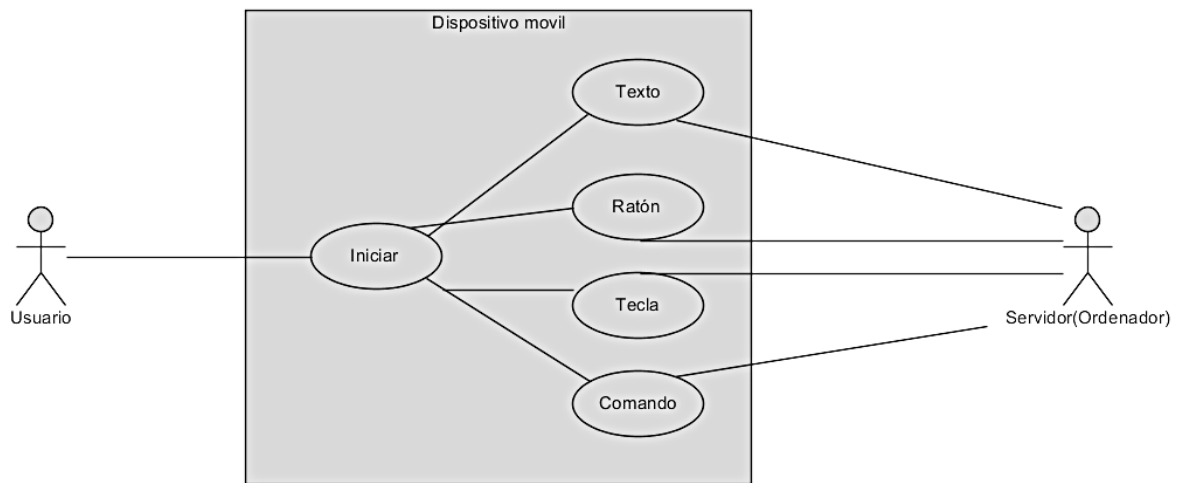 Dispositivo movil
Texto
Ratón
Iniciar
Tecla
Usuario
Servidor(Ordenador)
Comando